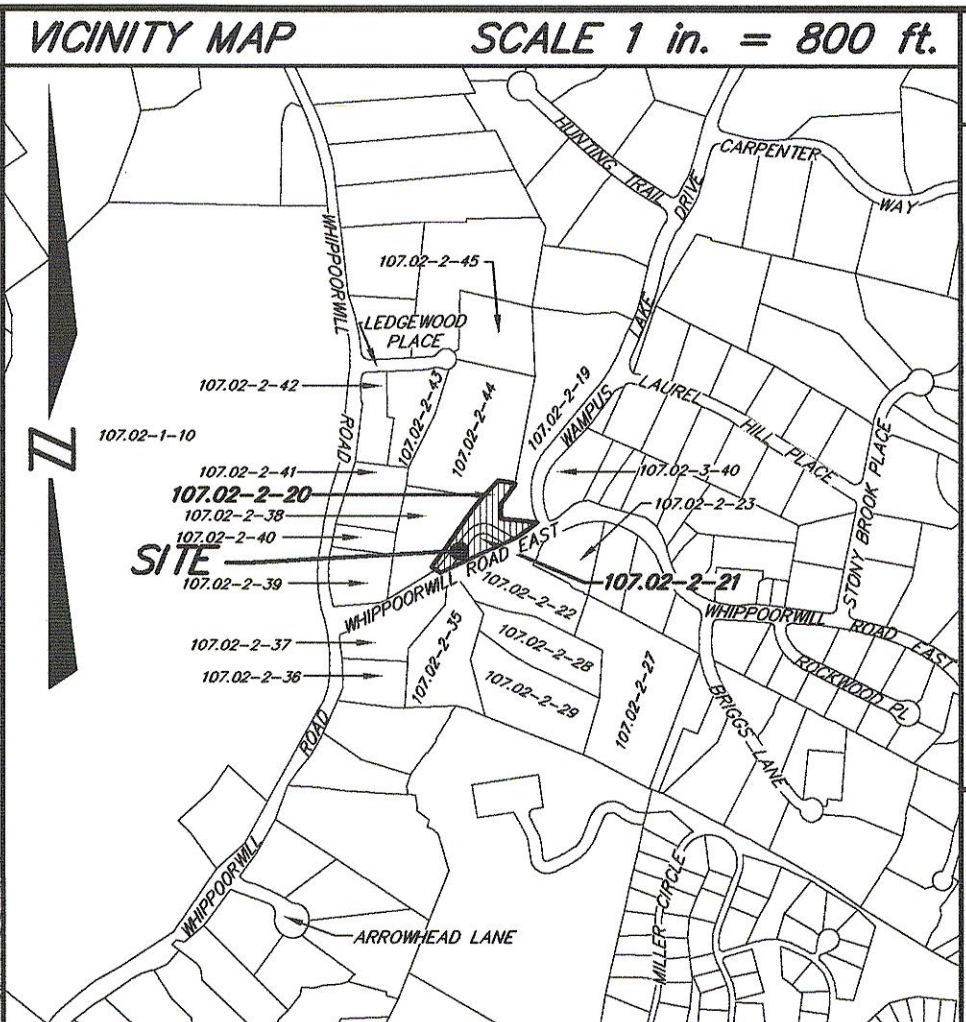 VICINITY MAP SCALE 1 in. = 800 ft.
HUNTING TRAIL
CARPENTER
WAY
DRIVE
WHIPPOORWILL
107.02-2-45
LAKE
LEDGEWOOD
PLACE
107.02-2-42
107.02-2-43
107.02-2-44
107.02-2-19
WAMPUS
LAUREL
HILL PLACE
STONY BROOK PLACE
N
107.02-1-10
ROAD
107.02-2-41
107.02-3-40
107.02-2-20
107.02-2-23
107.02-2-38
107.02-2-40
SITE
107.02-2-39
WHIPPOORWILL ROAD EAST
107.02-2-21
107.02-2-22
WHIPPOORWILL
ROAD EAST
107.02-2-37
107.02-2-35
107.02-2-28
107.02-2-27
ROCKWOOD PL
107.02-2-36
107.02-2-29
BRIGGS LANE
ROAD
WHIPPOORWILL
MILLER CIRCLE
ARROWHEAD LANE